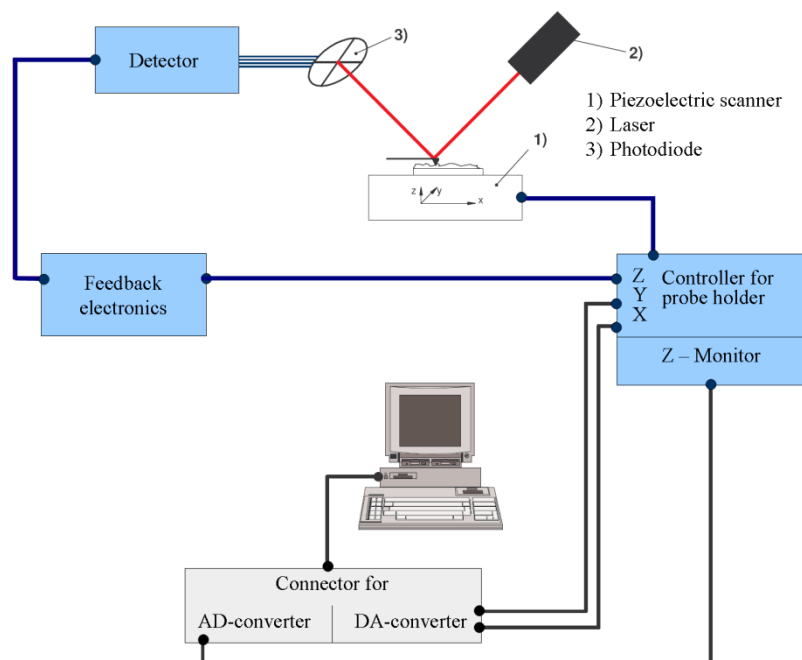 3)
Detector
2)
1) Piezoelectric scanner
2) Laser
3) Photodiode
1)
z
y
x
Feedback
electronics
Z
Y
X
Controller for
probe holder
Z – Monitor
Connector for
AD-converter
DA-converter